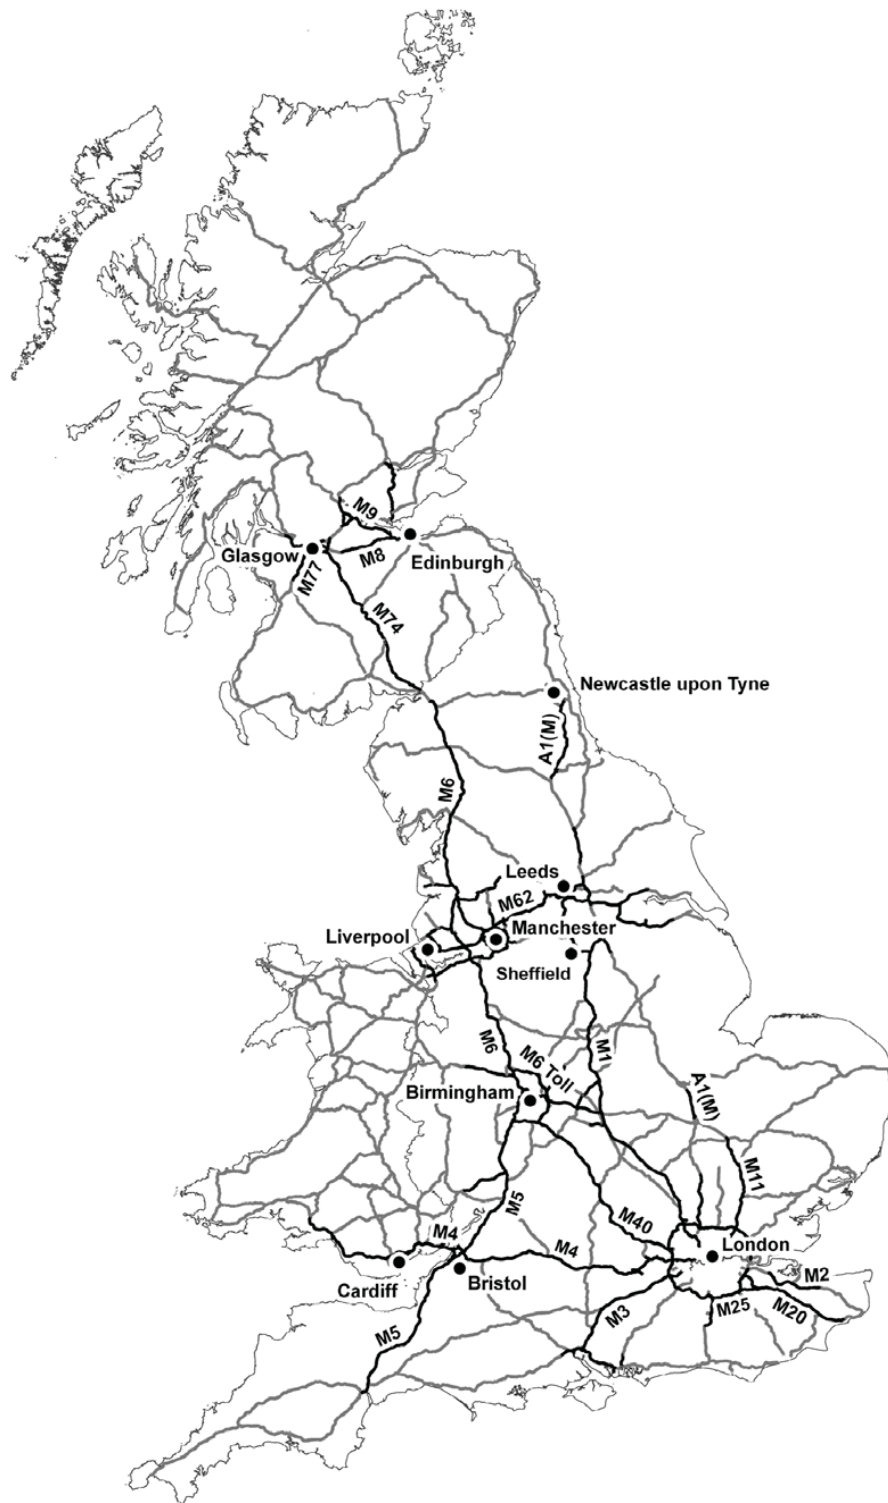 M9
Glasgow
M8
Edinburgh
M77
M74
Newcastle upon Tyne
A1(M)
M6
Leeds
M62
Manchester
Liverpool
Sheffield
M6
M1
M6 Toll
Birmingham
A1(M)
M11
M5
M40
M4
M4
London
Cardiff
Bristol
M2
M25
M20
M3
M5